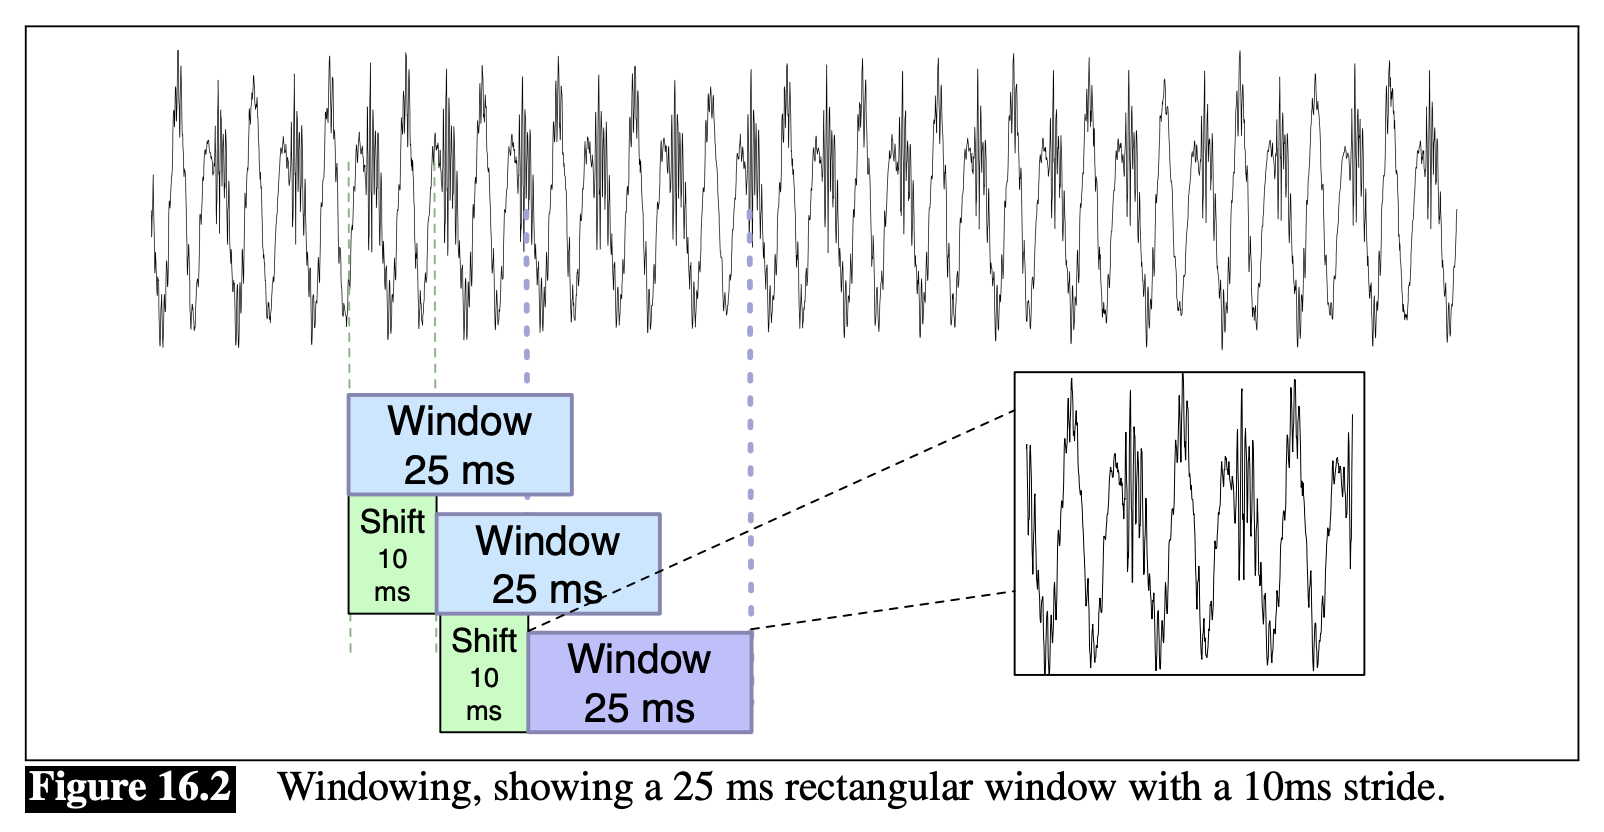 Window
25 ms
Shift
10
ms
Window
25 ms
Shift
10
ms
Window
25 ms
Figure 16.2 Windowing, showing a 25 ms rectangular window with a 10ms stride.